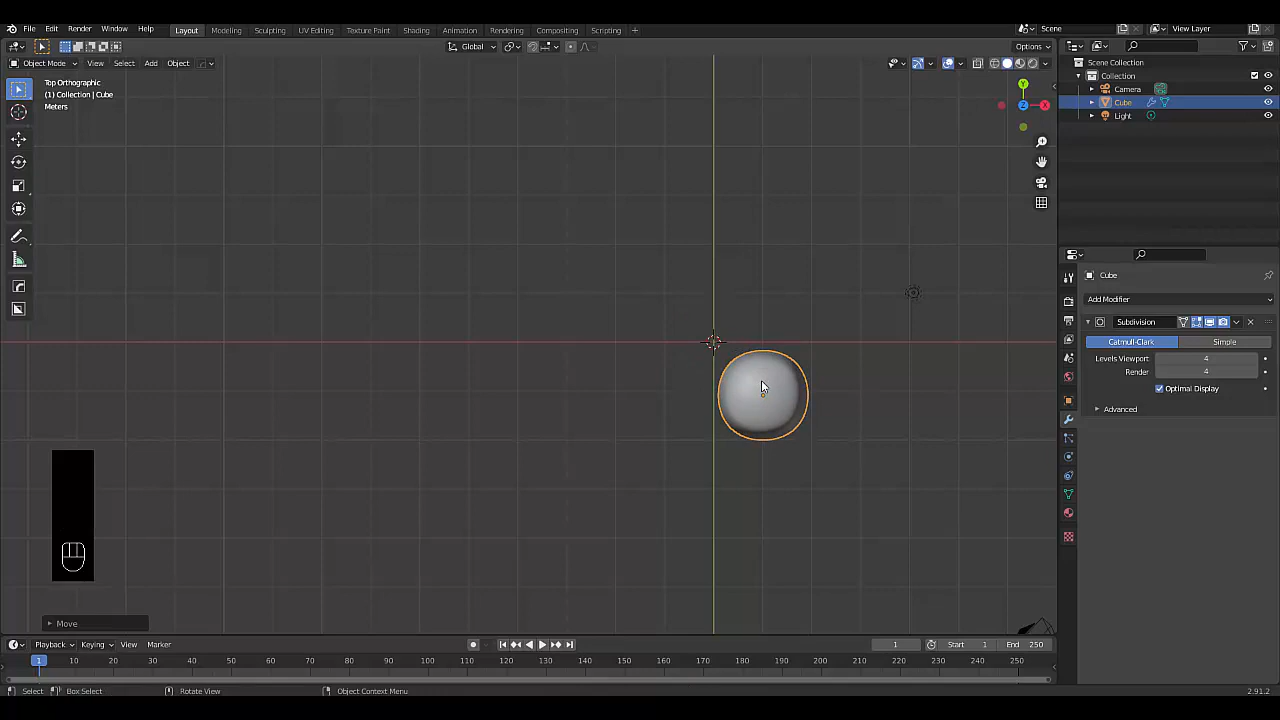 File Edit Render Window Help Layout Modeling Sculpting UV Editing Texture Paint Shading Animation Rendering Compositing Scripting + Scene View Layer
Global Options
Object Mode View Select Add Object
Top Orthographic
(1) Collection | Cube
Meters
Scene Collection
Collection
Camera
Cube
Light
Y
Z X
Cube
Add Modifier
Subdivision
Catmull-Clark Simple
Levels Viewport 4
Render 4
Optimal Display
Advanced
Move
Playback Keying View Marker 1 Start 1 End 250
1 10 20 30 40 50 60 70 80 90 100 110 120 130 140 150 160 170 180 190 200 210 220 230 240 250
Select Box Select Rotate View Object Context Menu 2.91.2